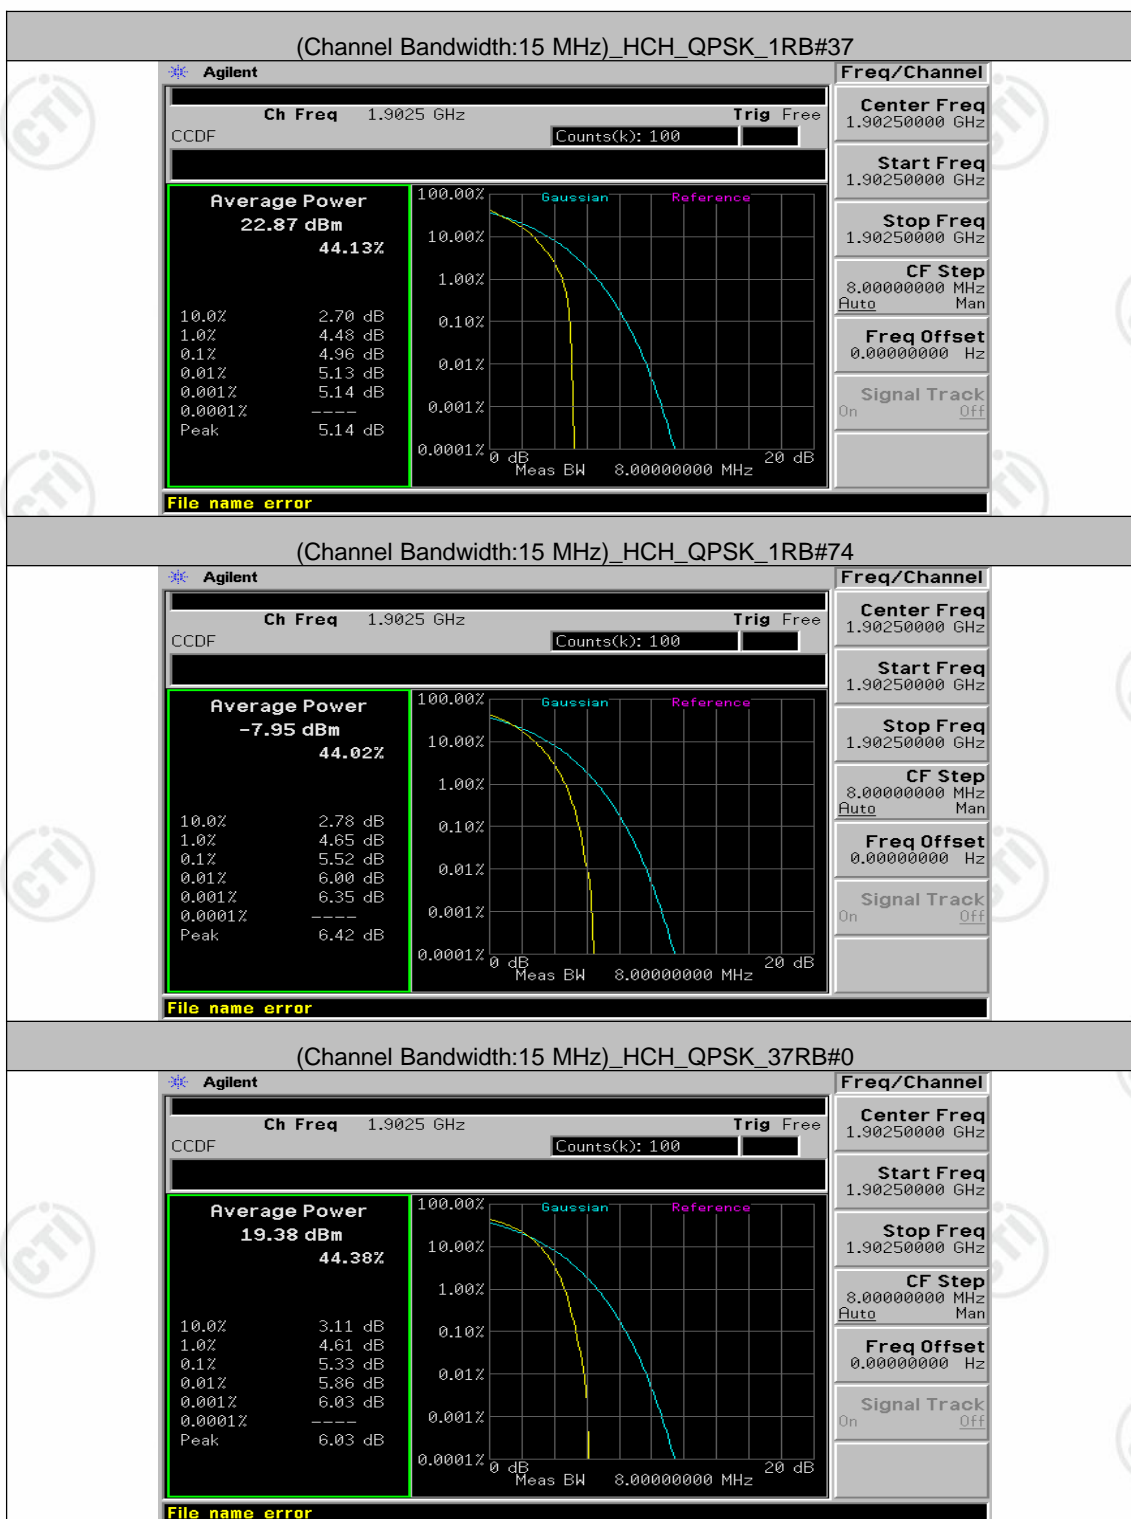 (Channel Bandwidth:15 MHz)_HCH_QPSK_1RB#37
Agilent
Freq/Channel
Ch Freq 1.9025 GHz Trig Free
CCDF Counts(k): 100
Center Freq
1.90250000 GHz
Start Freq
1.90250000 GHz
Stop Freq
1.90250000 GHz
CF Step
8.00000000 MHz
Auto Man
Freq Offset
0.00000000 Hz
Signal Track
On Off
Average Power
22.87 dBm
44.13%
10.0% 2.70 dB
1.0% 4.48 dB
0.1% 4.96 dB
0.01% 5.13 dB
0.001% 5.14 dB
0.0001% ----
Peak 5.14 dB
Gaussian Reference
100.00%
10.00%
1.00%
0.10%
0.01%
0.001%
0.0001%
0 dB 20 dB
Meas BW 8.00000000 MHz
File name error
(Channel Bandwidth:15 MHz)_HCH_QPSK_1RB#74
Agilent
Freq/Channel
Ch Freq 1.9025 GHz Trig Free
CCDF Counts(k): 100
Center Freq
1.90250000 GHz
Start Freq
1.90250000 GHz
Stop Freq
1.90250000 GHz
CF Step
8.00000000 MHz
Auto Man
Freq Offset
0.00000000 Hz
Signal Track
On Off
Average Power
-7.95 dBm
44.02%
10.0% 2.78 dB
1.0% 4.65 dB
0.1% 5.52 dB
0.01% 6.00 dB
0.001% 6.35 dB
0.0001% ----
Peak 6.42 dB
Gaussian Reference
100.00%
10.00%
1.00%
0.10%
0.01%
0.001%
0.0001%
0 dB 20 dB
Meas BW 8.00000000 MHz
File name error
(Channel Bandwidth:15 MHz)_HCH_QPSK_37RB#0
Agilent
Freq/Channel
Ch Freq 1.9025 GHz Trig Free
CCDF Counts(k): 100
Center Freq
1.90250000 GHz
Start Freq
1.90250000 GHz
Stop Freq
1.90250000 GHz
CF Step
8.00000000 MHz
Auto Man
Freq Offset
0.00000000 Hz
Signal Track
On Off
Average Power
19.38 dBm
44.38%
10.0% 3.11 dB
1.0% 4.61 dB
0.1% 5.33 dB
0.01% 5.86 dB
0.001% 6.03 dB
0.0001% ----
Peak 6.03 dB
Gaussian Reference
100.00%
10.00%
1.00%
0.10%
0.01%
0.001%
0.0001%
0 dB 20 dB
Meas BW 8.00000000 MHz
File name error
CTI
CTI
CTI
CTI
CTI
CTI
CTI
CTI